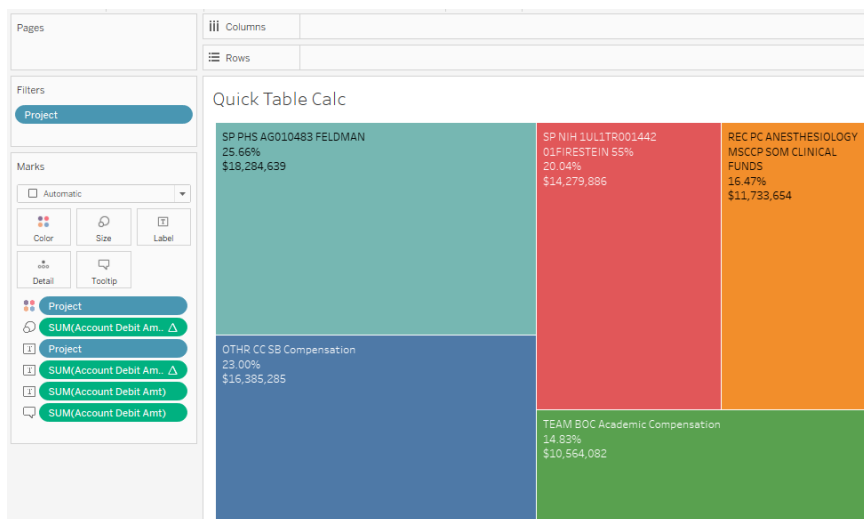 Pages
Columns
Rows
Filters
Project
Marks
Automatic
Color
Size
Label
Detail
Tooltip
Project
SUM(Account Debit Am..
Project
SUM(Account Debit Am..
SUM(Account Debit Amt)
SUM(Account Debit Amt)
Quick Table Calc
SP PHS AG010483 FELDMAN
25.66%
$18,284,639
SP NIH 1UL1TR001442
01FIRESTEIN 55%
20.04%
$14,279,886
REC PC ANESTHESIOLOGY
MSCCP SOM CLINICAL
FUNDS
16.47%
$11,733,654
OTHR CC SB Compensation
23.00%
$16,385,285
TEAM BOC Academic Compensation
14.83%
$10,564,082